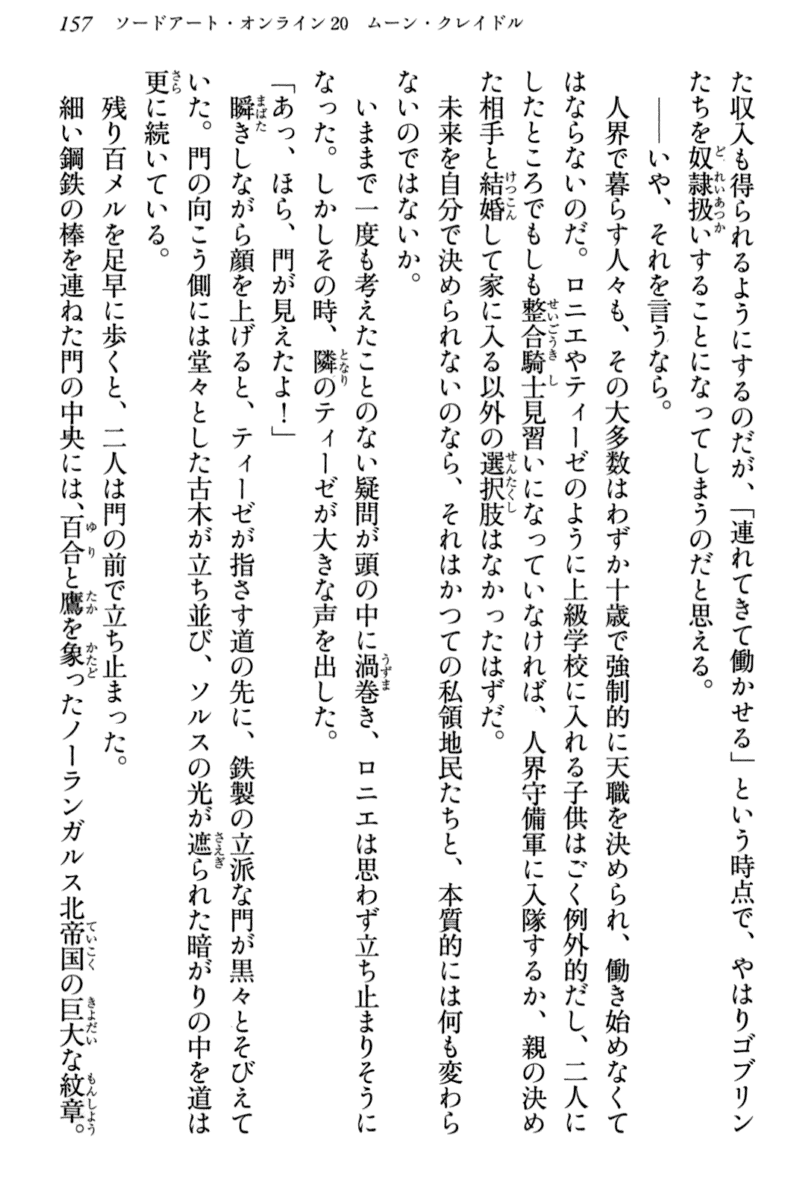 157　ソードアート・オンライン20　ムーン・クレイドル
た収入も得られるようにするのだが、「連れてきて働かせる」という時点で、やはりゴブリン
たちを奴隷扱いすることになってしまうのだと思える。
――いや、それを言うなら。
人界で暮らす人々も、その大多数はわずか十歳で強制的に天職を決められ、働き始めなくて
はならないのだ。ロニエやティーゼのように上級学校に入れる子供はごく例外的だし、二人に
したところでもしも整合騎士見習いになっていなければ、人界守備軍に入隊するか、親の決め
た相手と結婚して家に入る以外の選択肢はなかったはずだ。
未来を自分で決められないのなら、それはかつての私領地民たちと、本質的には何も変わら
ないのではないか。
いままで一度も考えたことのない疑問が頭の中に渦巻き、ロニエは思わず立ち止まりそうに
なった。しかしその時、隣のティーゼが大きな声を出した。
「あっ、ほら、門が見えたよ！」
瞬きしながら顔を上げると、ティーゼが指さす道の先に、鉄製の立派な門が黒々とそびえて
いた。門の向こう側には堂々とした古木が立ち並び、ソルスの光が遮られた暗がりの中を道は
更に続いている。
残り百メルを足早に歩くと、二人は門の前で立ち止まった。
細い鋼鉄の棒を連ねた門の中央には、百合と鷹を象ったノーランガルス北帝国の巨大な紋章。